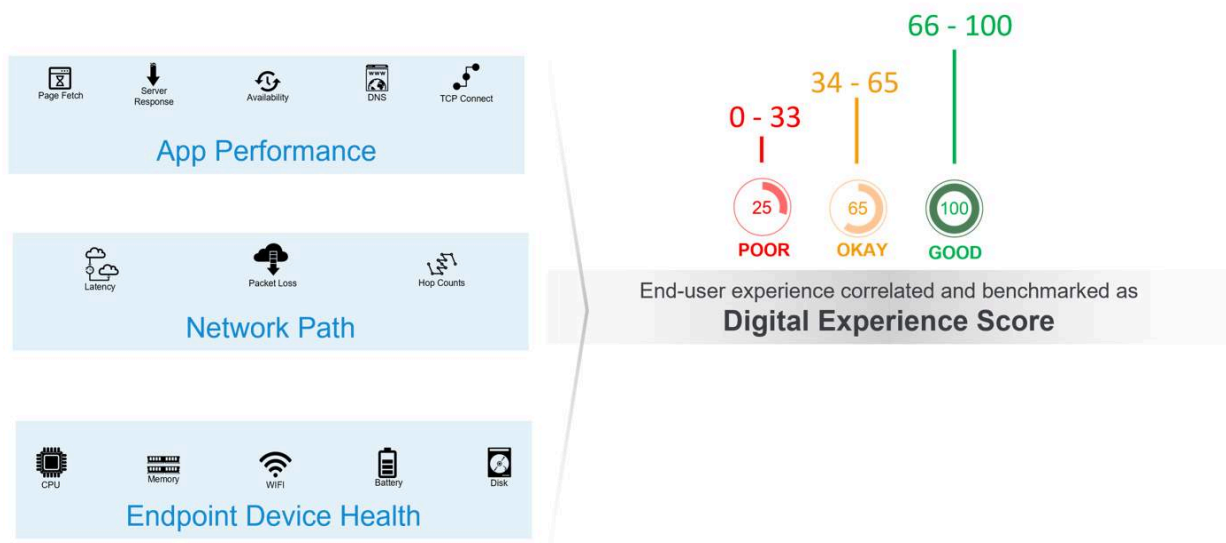 Page Fetch
Server
Response
Availability
WWW
DNS
TCP Connect
App Performance
Latency
Packet Loss
Hop Counts
Network Path
CPU
Memory
WIFI
Battery
Disk
Endpoint Device Health
66 - 100
34 - 65
0 - 33
25
65
100
POOR
OKAY
GOOD
End-user experience correlated and benchmarked as
Digital Experience Score